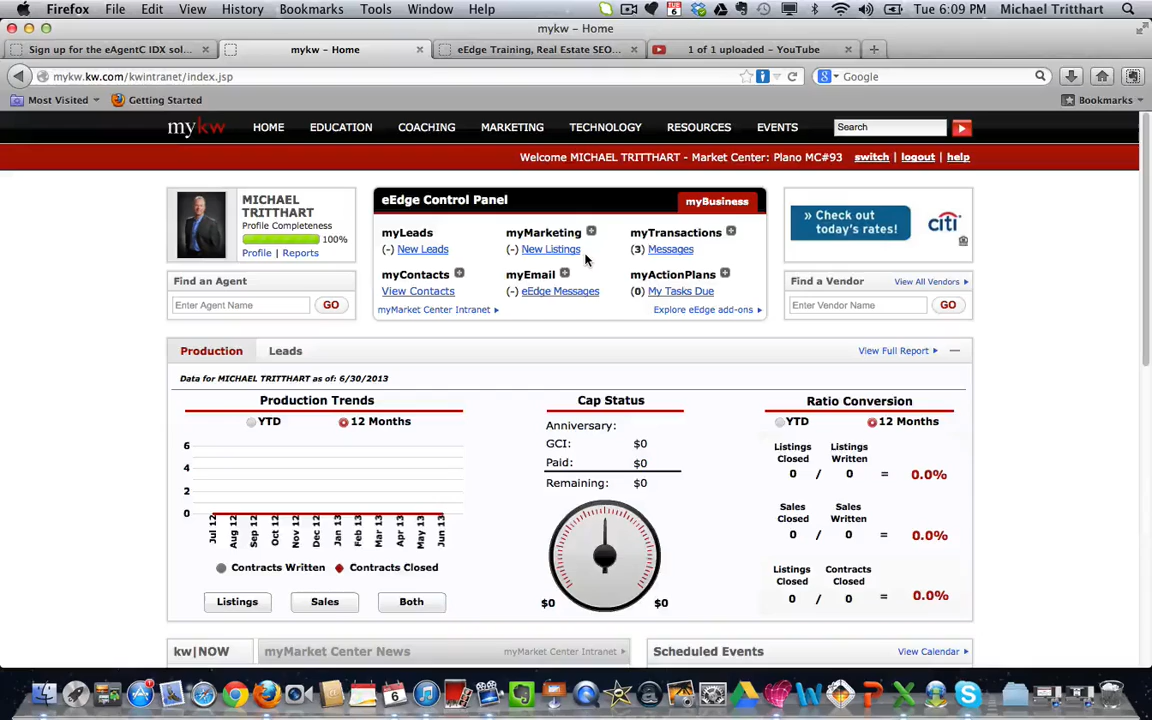 Firefox File Edit View History Bookmarks Tools Window Help Tue 6:09 PM Michael Tritthart
mykw - Home
Sign up for the eAgentC IDX sol... mykw - Home eEdge Training, Real Estate SEO... 1 of 1 uploaded - YouTube
mykw.kw.com/kwintranet/index.jsp Google
Most Visited Getting Started Bookmarks
mykw HOME EDUCATION COACHING MARKETING TECHNOLOGY RESOURCES EVENTS Search
Welcome MICHAEL TRITTHART - Market Center: Plano MC#93 switch logout help
MICHAEL
TRITTHART
Profile Completeness
100%
Profile | Reports
Find an Agent
Enter Agent Name GO
eEdge Control Panel myBusiness
myLeads myMarketing myTransactions
(-) New Leads (-) New Listings (3) Messages
myContacts myEmail myActionPlans
View Contacts (-) eEdge Messages (0) My Tasks Due
myMarket Center Intranet Explore eEdge add-ons
» Check out
today's rates!
citi
Find a Vendor View All Vendors
Enter Vendor Name GO
Production Leads View Full Report
Data for MICHAEL TRITTHART as of: 6/30/2013
Production Trends
YTD 12 Months
6
4
2
0
Jul 12 Aug 12 Sep 12 Oct 12 Nov 12 Dec 12 Jan 13 Feb 13 Mar 13 Apr 13 May 13 Jun 13
Contracts Written Contracts Closed
Listings Sales Both
Cap Status
Anniversary:
GCI: $0
Paid: $0
Remaining: $0
$0 $0
Ratio Conversion
YTD 12 Months
Listings Listings
Closed Written
0 / 0 = 0.0%
Sales Sales
Closed Written
0 / 0 = 0.0%
Listings Contracts
Closed Closed
0 / 0 = 0.0%
kw|NOW myMarket Center News myMarket Center Intranet
Scheduled Events View Calendar